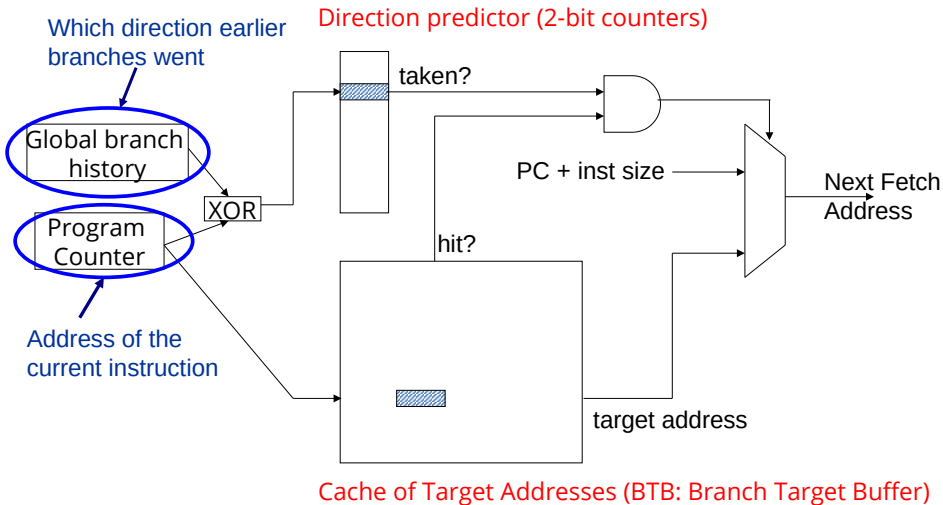 Direction predictor (2-bit counters)
Which direction earlier
branches went
taken?
Global branch
history
PC + inst size
Next Fetch
Address
XOR
Program
Counter
hit?
Address of the
current instruction
target address
Cache of Target Addresses (BTB: Branch Target Buffer)